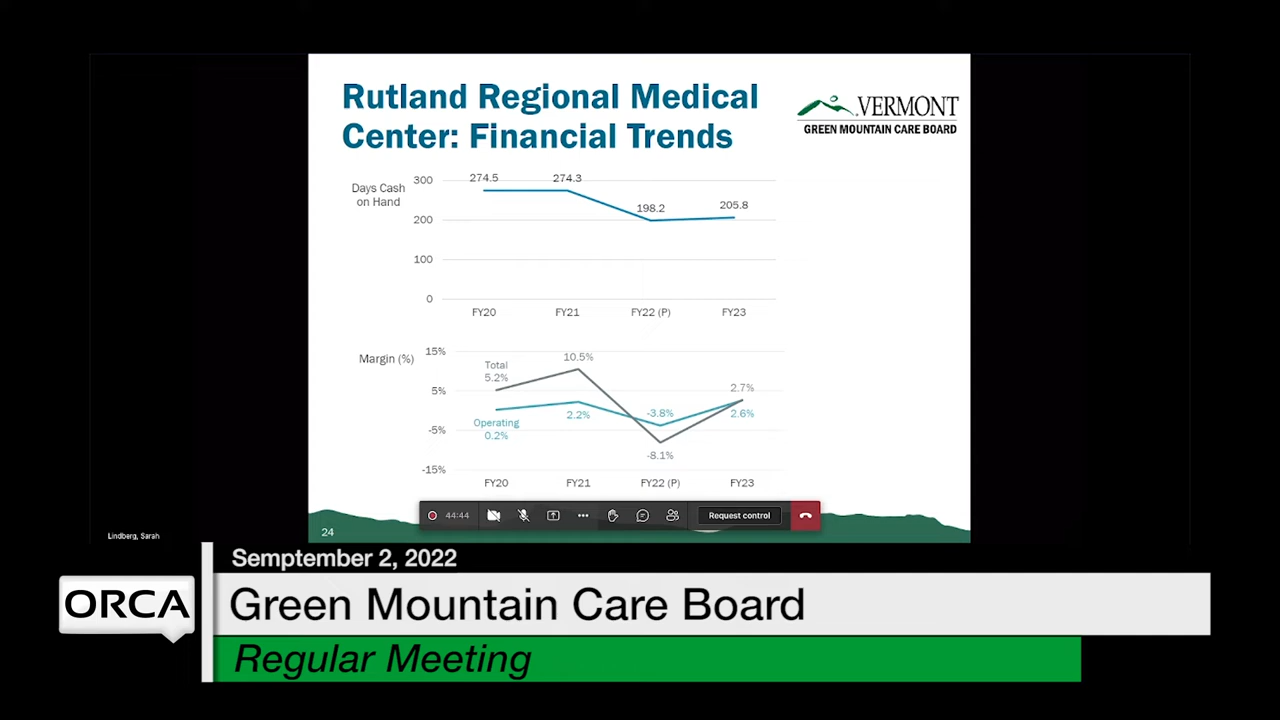 Rutland Regional Medical
Center: Financial Trends
VERMONT
GREEN MOUNTAIN CARE BOARD
Days Cash
on Hand
300
200
100
0
274.5
274.3
198.2
205.8
FY20
FY21
FY22 (P)
FY23
Margin (%)
15%
5%
-5%
-15%
Total
5.2%
10.5%
-3.8%
2.7%
Operating
0.2%
2.2%
-8.1%
2.6%
FY20
FY21
FY22 (P)
FY23
44:44
Request control
24
Lindberg, Sarah
Semptember 2, 2022
ORCA
Green Mountain Care Board
Regular Meeting